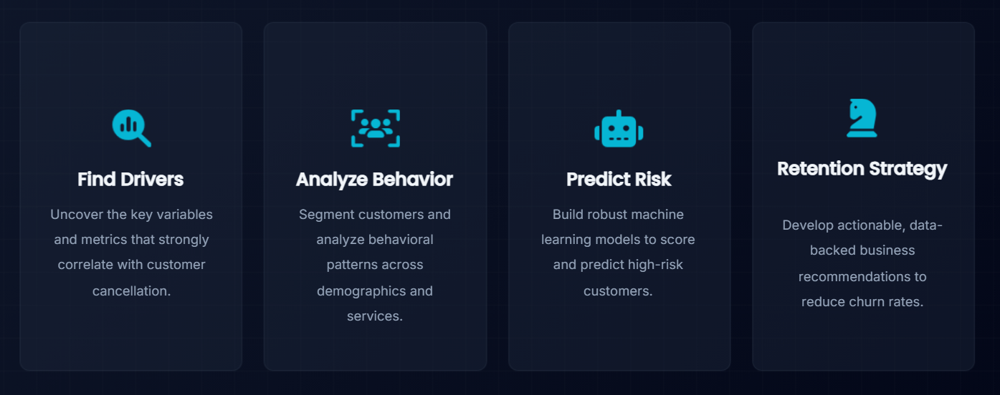 Find Drivers
Uncover the key variables
and metrics that strongly
correlate with customer
cancellation.
Analyze Behavior
Segment customers and
analyze behavioral
patterns across
demographics and
services.
Predict Risk
Build robust machine
learning models to score
and predict high-risk
customers.
Retention Strategy
Develop actionable, data-
backed business
recommendations to
reduce churn rates.